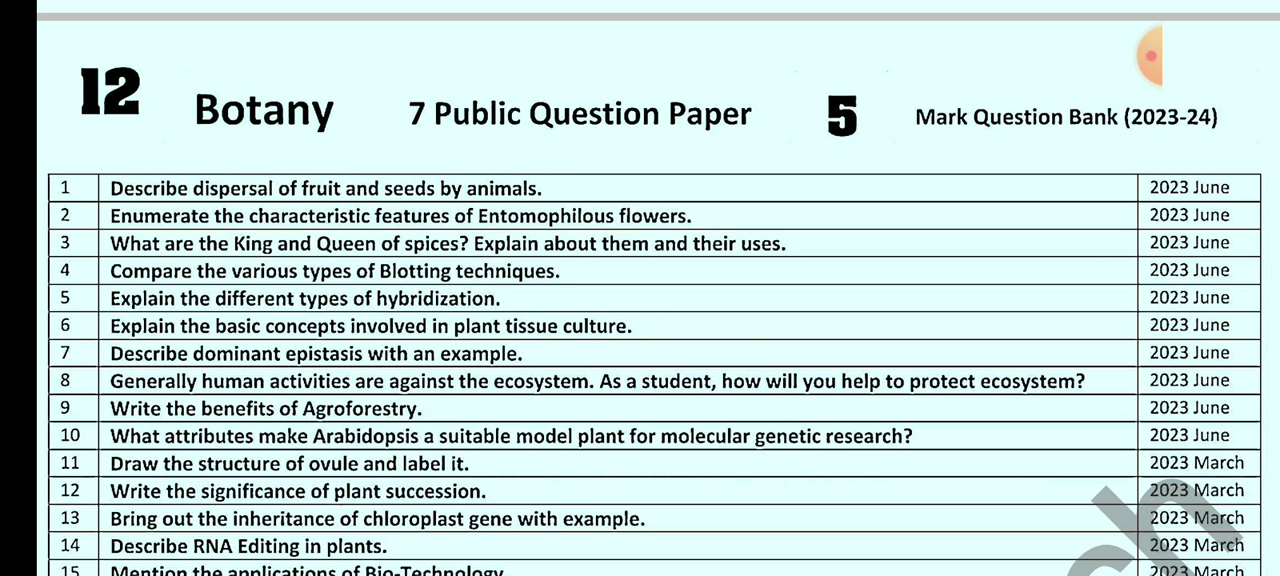 12 Botany 7 Public Question Paper 5 Mark Question Bank (2023-24)
1 Describe dispersal of fruit and seeds by animals. 2023 June
2 Enumerate the characteristic features of Entomophilous flowers. 2023 June
3 What are the King and Queen of spices? Explain about them and their uses. 2023 June
4 Compare the various types of Blotting techniques. 2023 June
5 Explain the different types of hybridization. 2023 June
6 Explain the basic concepts involved in plant tissue culture. 2023 June
7 Describe dominant epistasis with an example. 2023 June
8 Generally human activities are against the ecosystem. As a student, how will you help to protect ecosystem? 2023 June
9 Write the benefits of Agroforestry. 2023 June
10 What attributes make Arabidopsis a suitable model plant for molecular genetic research? 2023 June
11 Draw the structure of ovule and label it. 2023 March
12 Write the significance of plant succession. 2023 March
13 Bring out the inheritance of chloroplast gene with example. 2023 March
14 Describe RNA Editing in plants. 2023 March
15 Mention the applications of Bio-Technology 2023 March